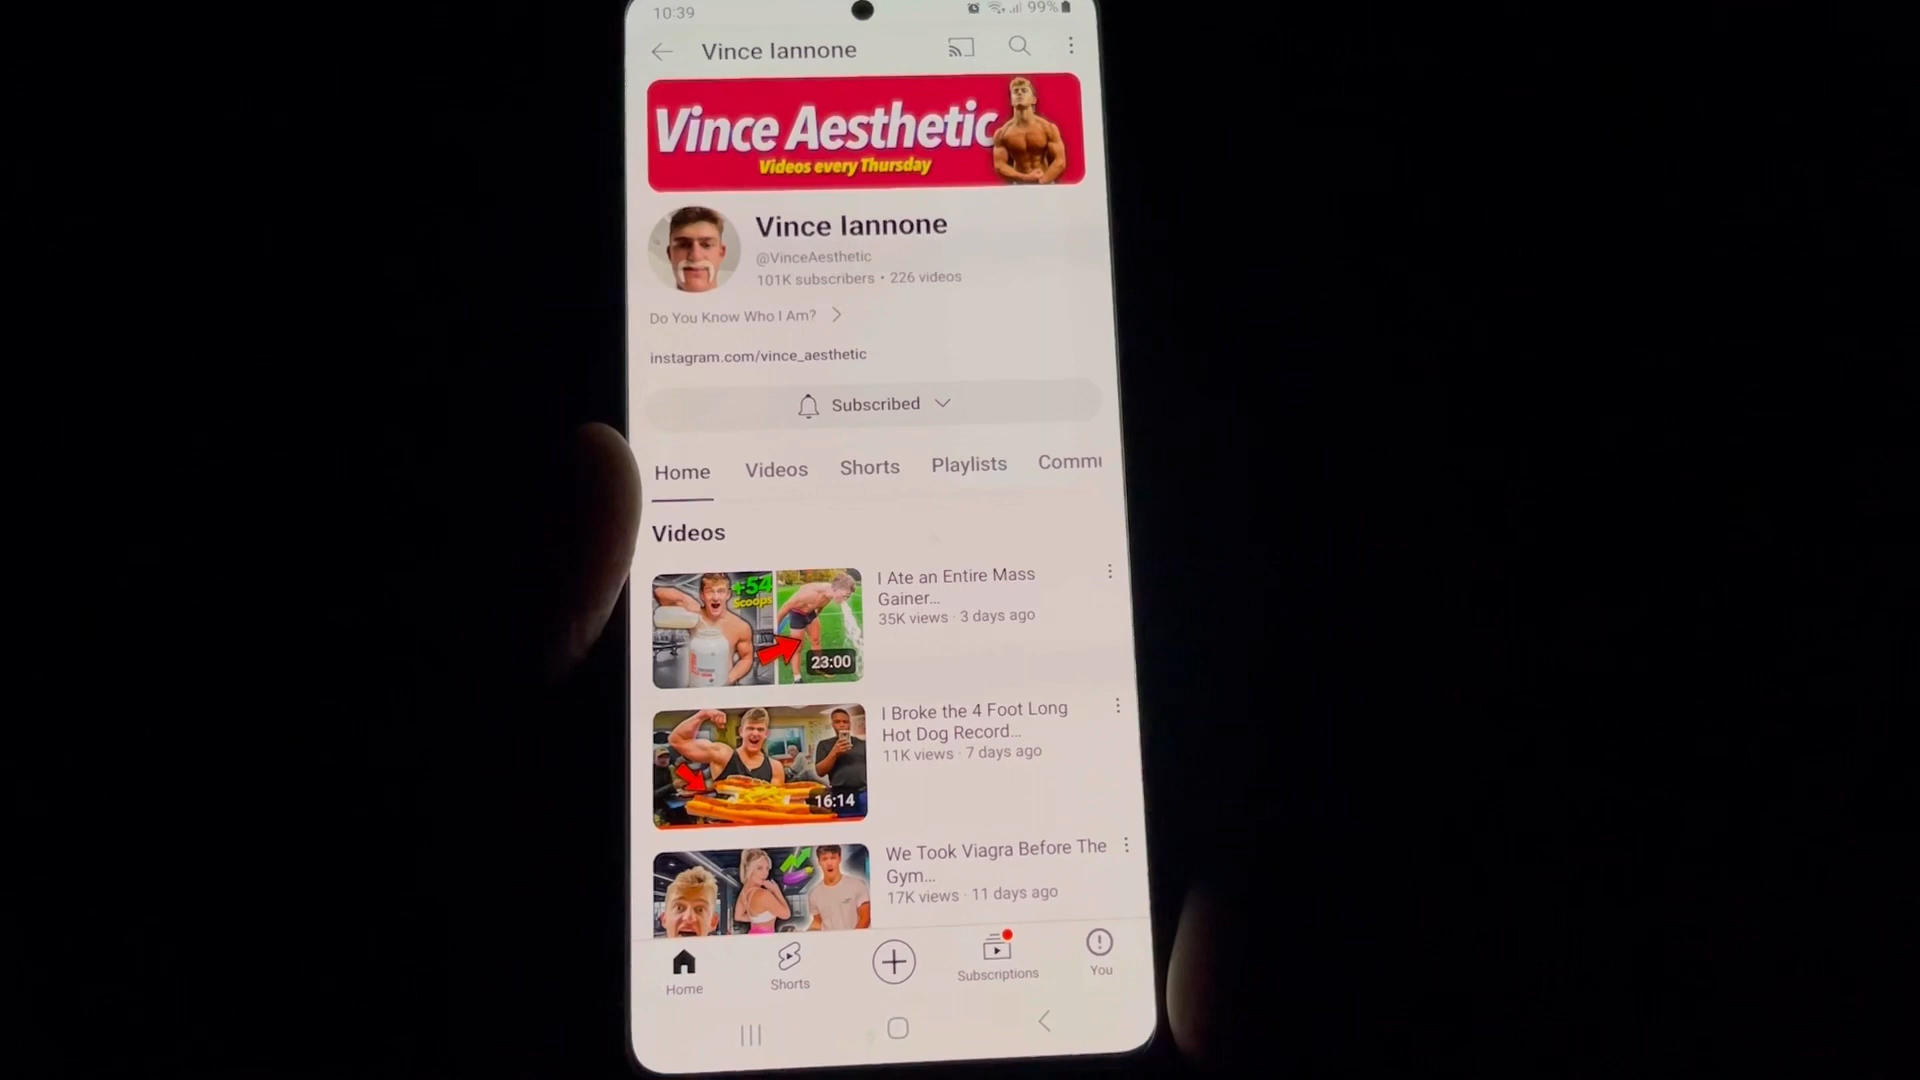 10:39
99%
Vince Iannone
Vince Aesthetic
Videos every Thursday
Vince Iannone
@VinceAesthetic
101K subscribers • 226 videos
Do You Know Who I Am?
instagram.com/vince_aesthetic
Subscribed
Home Videos Shorts Playlists Commu
Videos
+54
Scoops
23:00
I Ate an Entire Mass
Gainer...
35K views · 3 days ago
16:14
I Broke the 4 Foot Long
Hot Dog Record...
11K views · 7 days ago
We Took Viagra Before The
Gym...
17K views · 11 days ago
Home Shorts Subscriptions You